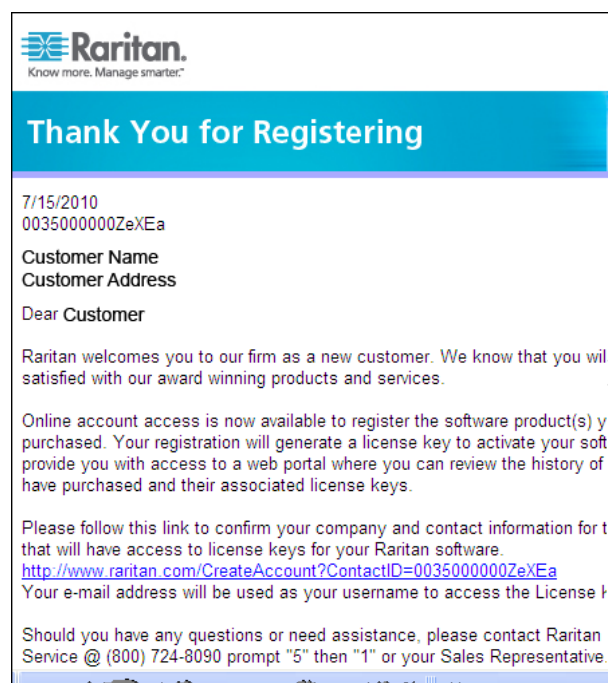 Raritan.
Know more. Manage smarter.™
Thank You for Registering
7/15/2010
0035000000ZeXEa
Customer Name
Customer Address
Dear Customer
Raritan welcomes you to our firm as a new customer. We know that you wil
satisfied with our award winning products and services.
Online account access is now available to register the software product(s) y
purchased. Your registration will generate a license key to activate your soft
provide you with access to a web portal where you can review the history of
have purchased and their associated license keys.
Please follow this link to confirm your company and contact information for t
that will have access to license keys for your Raritan software.
http://www.raritan.com/CreateAccount?ContactID=0035000000ZeXEa
Your e-mail address will be used as your username to access the License
Should you have any questions or need assistance, please contact Raritan
Service @ (800) 724-8090 prompt "5" then "1" or your Sales Representative.